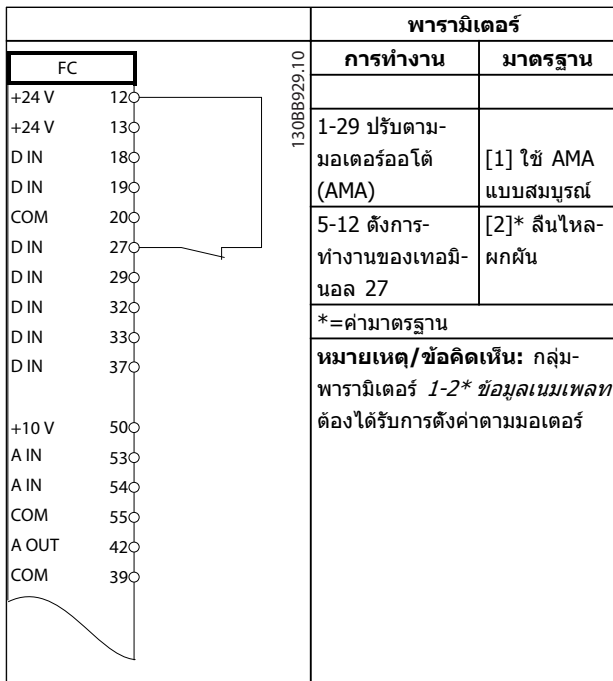 FC
+24 V 12
+24 V 13
D IN 18
D IN 19
COM 20
D IN 27
D IN 29
D IN 32
D IN 33
D IN 37
+10 V 50
A IN 53
A IN 54
COM 55
A OUT 42
COM 39
130BB929.10
พารามิเตอร์
การทำงาน มาตรฐาน
1-29 ปรับตาม-
มอเตอร์ออโต้
(AMA)
[1] ใช้ AMA
แบบสมบูรณ์
5-12 ตั้งการ-
ทำงานของเทอมิ-
นอล 27
[2]* ลื่นไหล-
ผกผัน
*=ค่ามาตรฐาน
หมายเหตุ/ข้อคิดเห็น: กลุ่ม-
พารามิเตอร์ 1-2* ข้อมูลเนมเพลท
ต้องได้รับการตั้งค่าตามมอเตอร์